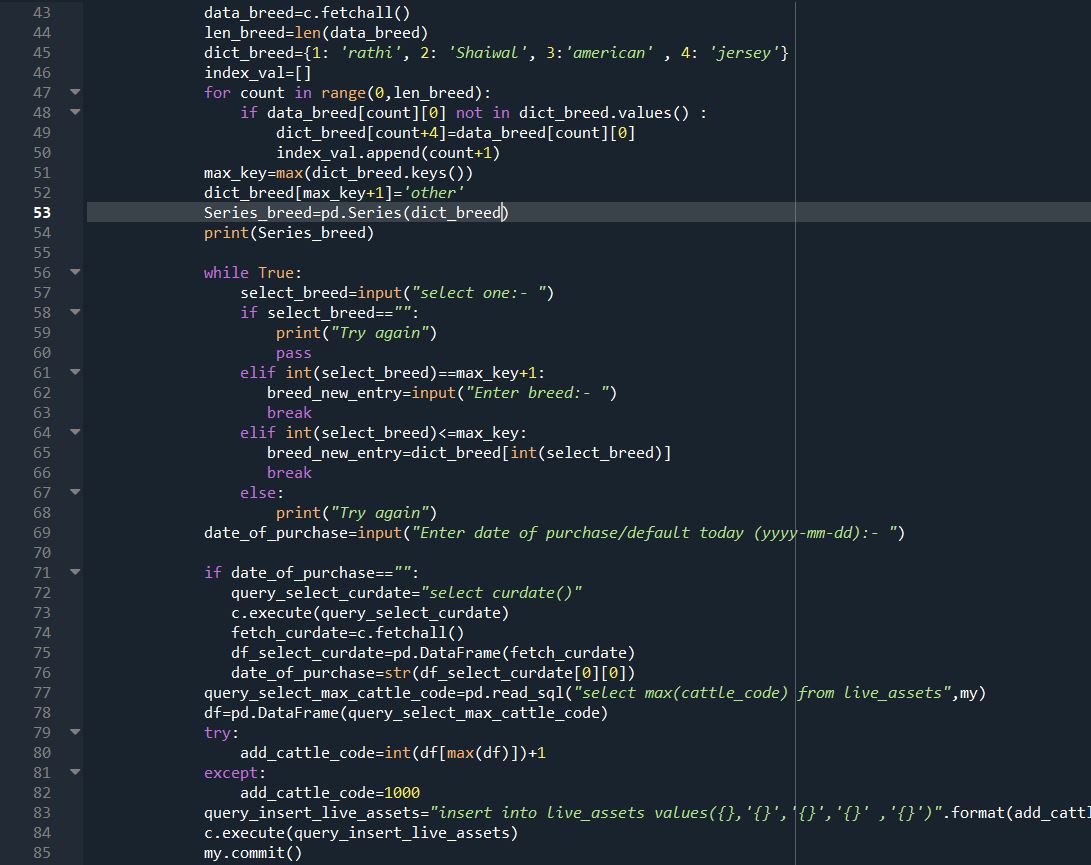 43 data_breed=c.fetchall()
44 len_breed=len(data_breed)
45 dict_breed={1: 'rathi', 2: 'Shaiwal', 3:'american' , 4: 'jersey'}
46 index_val=[]
47 for count in range(0,len_breed):
48 if data_breed[count][0] not in dict_breed.values() :
49 dict_breed[count+4]=data_breed[count][0]
50 index_val.append(count+1)
51 max_key=max(dict_breed.keys())
52 dict_breed[max_key+1]='other'
53 Series_breed=pd.Series(dict_breed)
54 print(Series_breed)
55
56 while True:
57 select_breed=input("select one:- ")
58 if select_breed=="":
59 print("Try again")
60 pass
61 elif int(select_breed)==max_key+1:
62 breed_new_entry=input("Enter breed:- ")
63 break
64 elif int(select_breed)<=max_key:
65 breed_new_entry=dict_breed[int(select_breed)]
66 break
67 else:
68 print("Try again")
69 date_of_purchase=input("Enter date of purchase/default today (yyyy-mm-dd):- ")
70
71 if date_of_purchase=="":
72 query_select_curdate="select curdate()"
73 c.execute(query_select_curdate)
74 fetch_curdate=c.fetchall()
75 df_select_curdate=pd.DataFrame(fetch_curdate)
76 date_of_purchase=str(df_select_curdate[0][0])
77 query_select_max_cattle_code=pd.read_sql("select max(cattle_code) from live_assets",my)
78 df=pd.DataFrame(query_select_max_cattle_code)
79 try:
80 add_cattle_code=int(df[max(df)])+1
81 except:
82 add_cattle_code=1000
83 query_insert_live_assets="insert into live_assets values({},'{}','{}','{}' ,'{}')".format(add_cattl
84 c.execute(query_insert_live_assets)
85 my.commit()